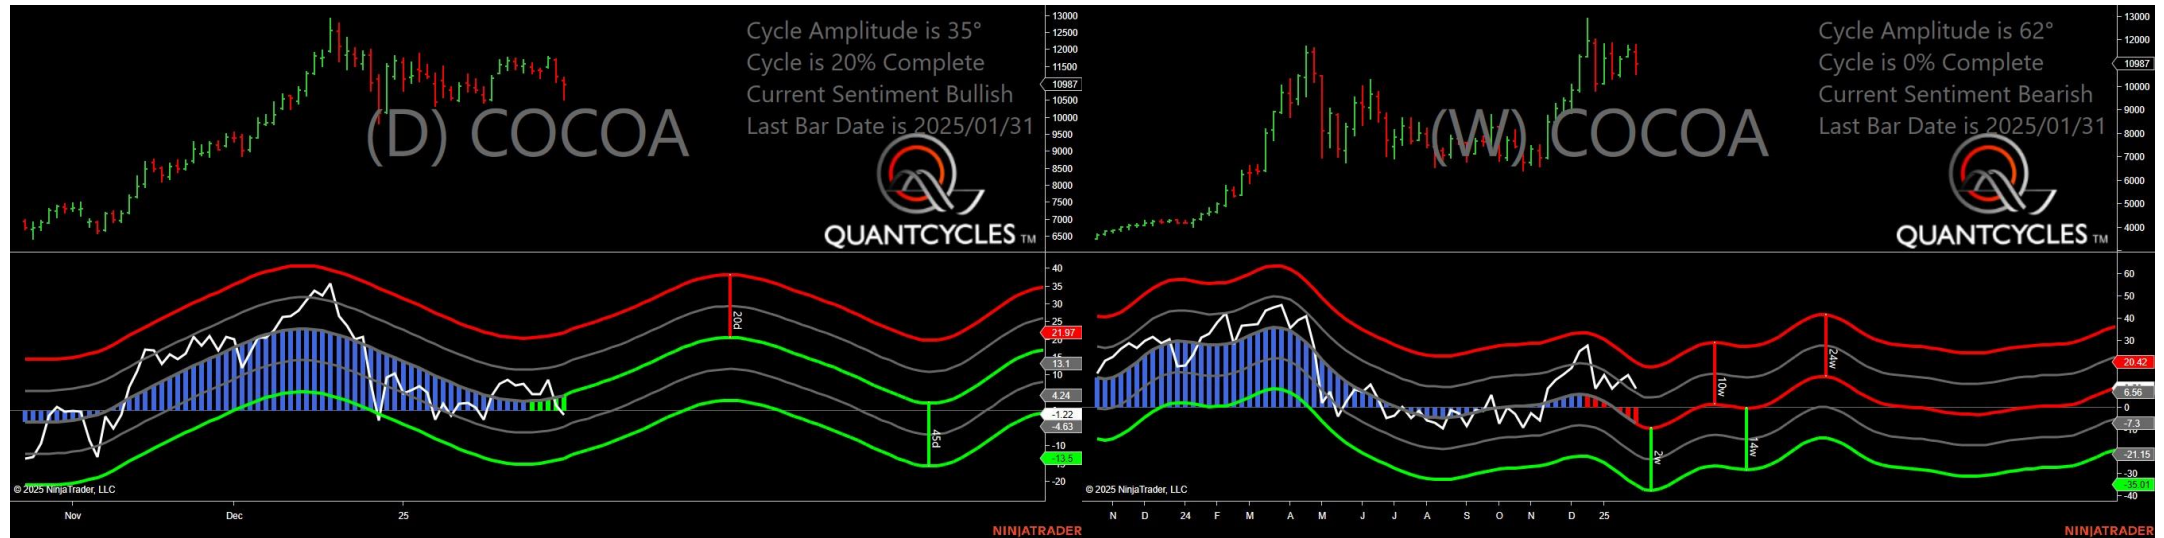 Cycle Amplitude is 35°
Cycle is 20% Complete
Current Sentiment Bullish
Last Bar Date is 2025/01/31
(D) COCOA
QUANTCYCLES TM
13000
12500
12000
11500
10987
10500
10000
9500
9000
8500
8000
7500
7000
6500
40
35
30
25
20
21.97
15
13.1
10
4.24
-1.22
-4.63
-10
-13.5
-20
20d
45d
© 2025 NinjaTrader, LLC
Nov
Dec
25
NINJATRADER
Cycle Amplitude is 62°
Cycle is 0% Complete
Current Sentiment Bearish
Last Bar Date is 2025/01/31
(W) COCOA
QUANTCYCLES TM
13000
12000
10987
10000
9000
8000
7000
6000
5000
4000
60
50
40
30
20.42
6.56
0
-7.3
-10
-21.15
-30
-35.01
-40
10w
24w
2w
14w
© 2025 NinjaTrader, LLC
N D 24 F M A M J J A S O N D 25
NINJATRADER